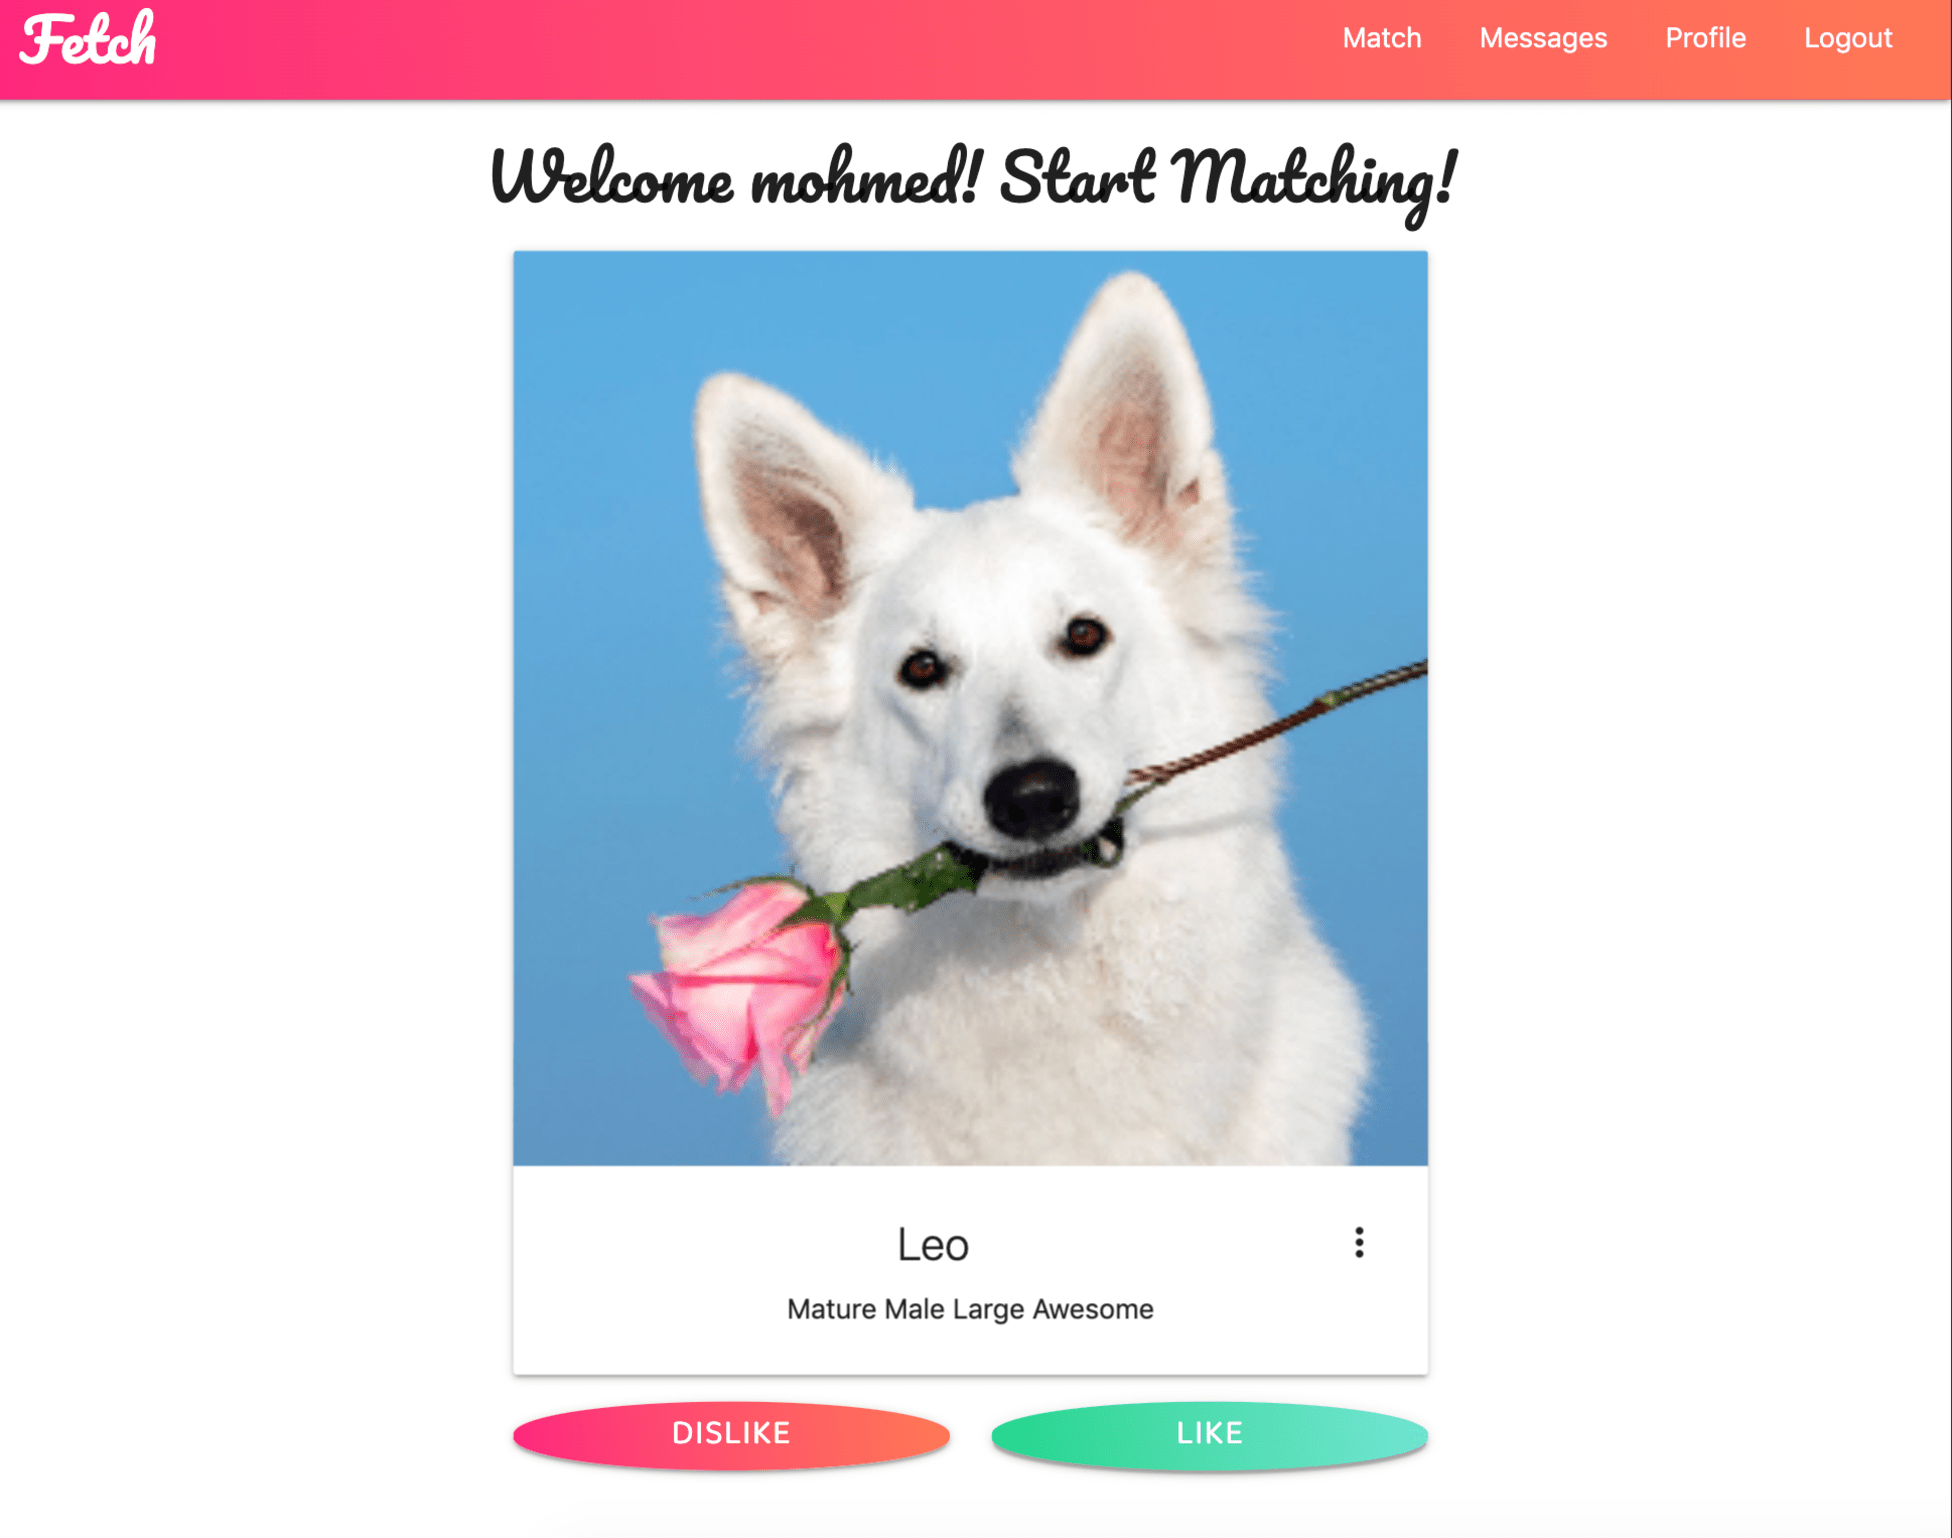 Fetch
Match Messages Profile Logout
Welcome mohmed! Start Matching!
Leo
Mature Male Large Awesome
DISLIKE LIKE